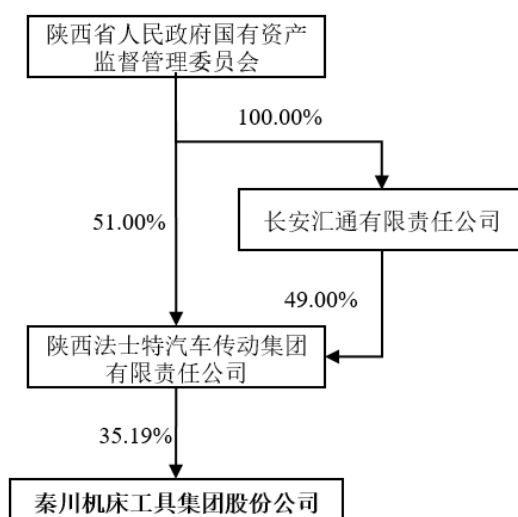 陕西省人民政府国有资产
监督管理委员会
100.00%
长安汇通有限责任公司
51.00%
49.00%
陕西法士特汽车传动集团
有限责任公司
35.19%
秦川机床工具集团股份公司